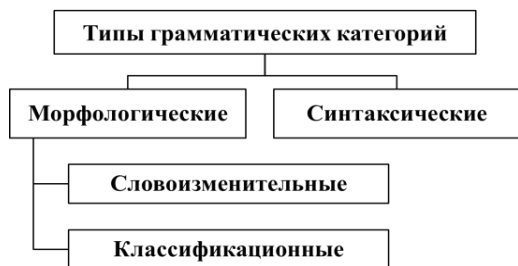 Типы грамматических категорий
Морфологические
Синтаксические
Словоизменительные
Классификационные